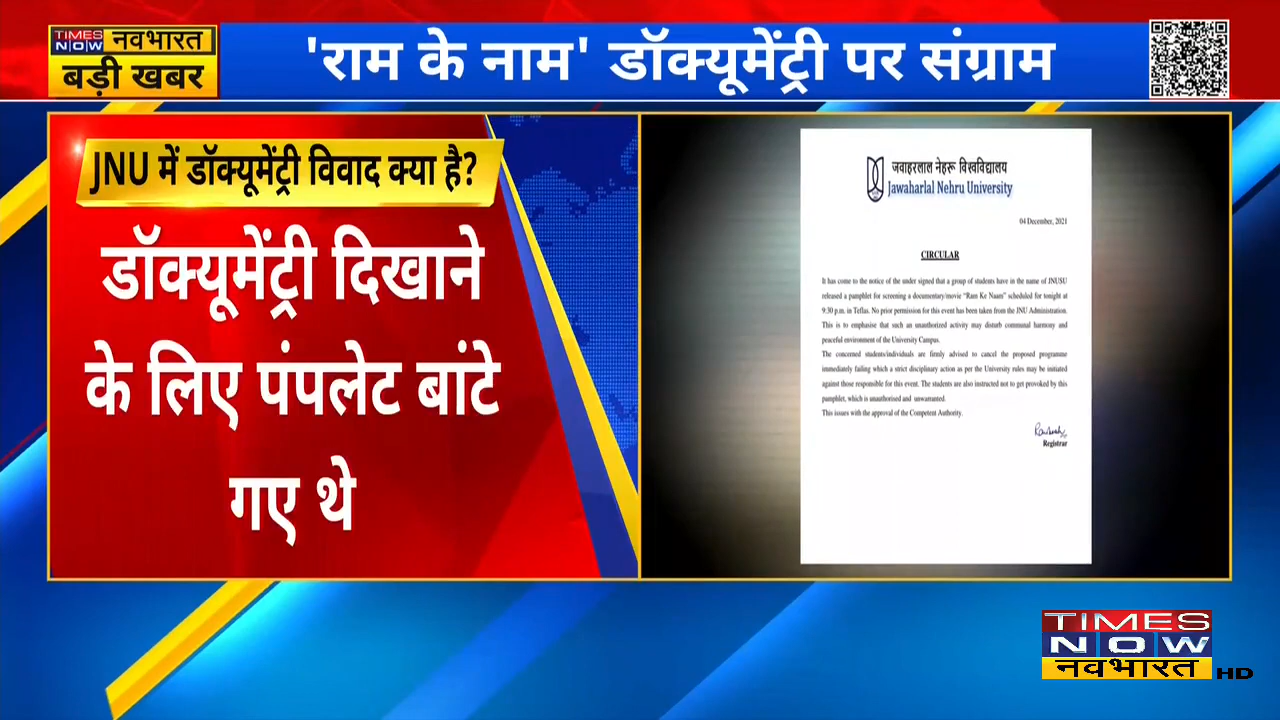 TIMES
NOW नवभारत
बड़ी खबर
'राम के नाम' डॉक्यूमेंट्री पर संग्राम
JNU में डॉक्यूमेंट्री विवाद क्या है?
डॉक्यूमेंट्री दिखाने
के लिए पंपलेट बांटे
गए थे
जवाहरलाल नेहरू विश्वविद्यालय
Jawaharlal Nehru University
04 December, 2021
CIRCULAR
It has come to the notice of the under signed that a group of students have in the name of JNUSU
released a pamphlet for screening a documentary/movie “Ram Ke Naam” scheduled for tonight at
9:30 p.m. in Teflas. No prior permission for this event has been taken from the JNU Administration.
This is to emphasise that such an unauthorized activity may disturb communal harmony and
peaceful environment of the University Campus.
The concerned students/individuals are firmly advised to cancel the proposed programme
immediately failing which a strict disciplinary action as per the University rules may be initiated
against those responsible for this event. The students are also instructed not to get provoked by this
pamphlet, which is unauthorised and unwarranted.
This issues with the approval of the Competent Authority.
Registrar
TIMES
NOW
नवभारत HD